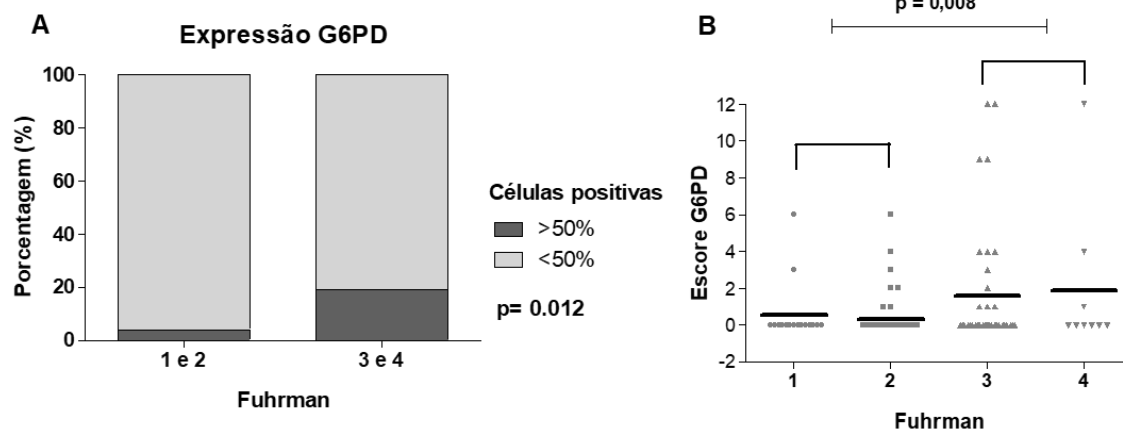 A
Expressão G6PD
Porcentagem (%)
100
80
60
40
20
0
1 e 2
3 e 4
Fuhrman
Células positivas
>50%
<50%
p= 0.012
B
p = 0,008
Escore G6PD
12
10
8
6
4
2
0
-2
1
2
3
4
Fuhrman